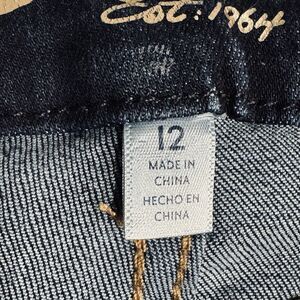 Est. 1964
12
MADE IN
CHINA
HECHO EN
CHINA